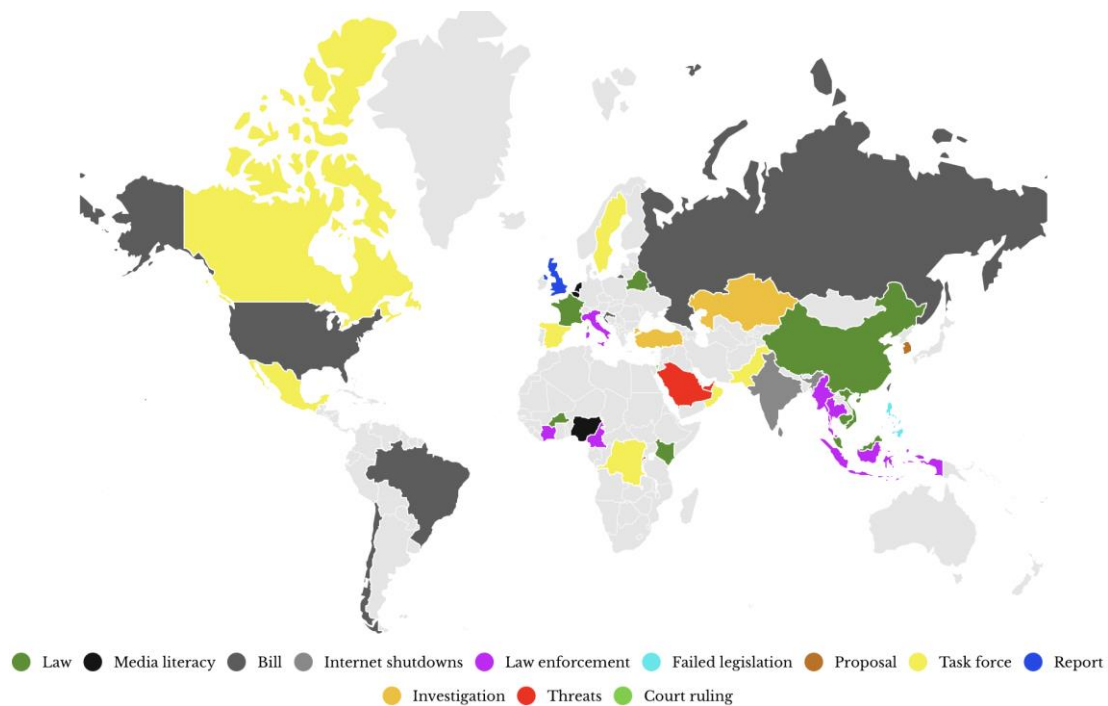 Law Media literacy Bill Internet shutdowns Law enforcement Failed legislation Proposal Task force Report
Investigation Threats Court ruling